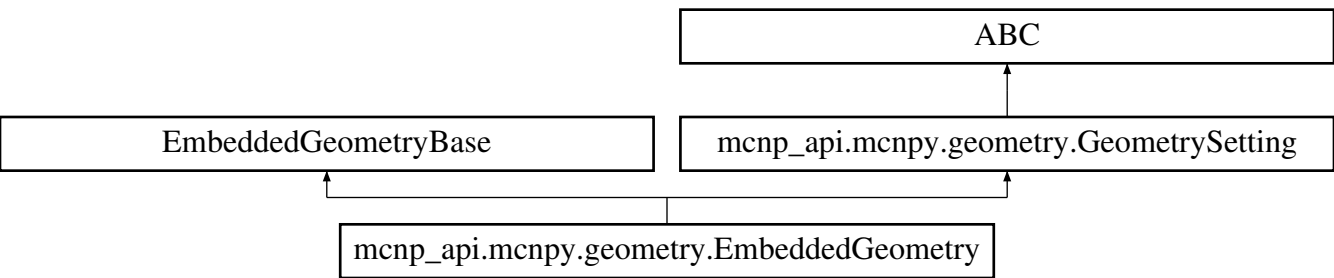 ABC
EmbeddedGeometryBase
mcnp_api.mcnpy.geometry.GeometrySetting
mcnp_api.mcnpy.geometry.EmbeddedGeometry